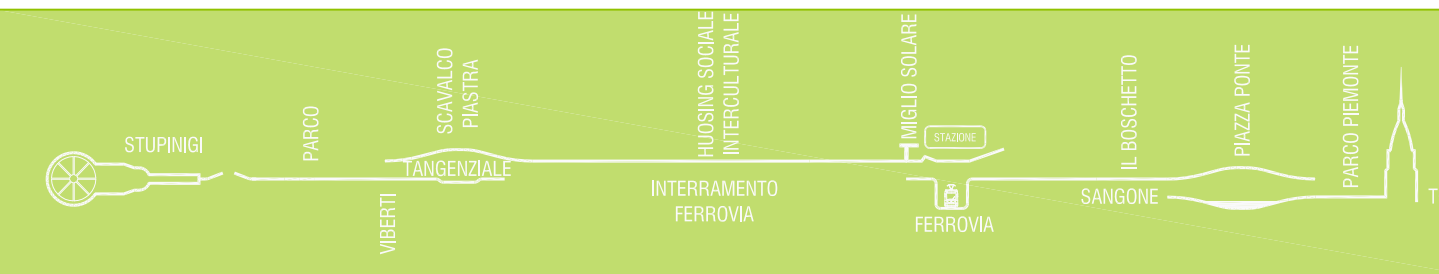 STUPINIGI
PARCO
VIBERTI
SCAVALCO
PIASTRA
TANGENZIALE
HUOSING SOCIALE
INTERCULTURALE
INTERRAMENTO
FERROVIA
MIGLIO SOLARE
STAZIONE
FERROVIA
IL BOSCHETTO
SANGONE
PIAZZA PONTE
PARCO PIEMONTE
T